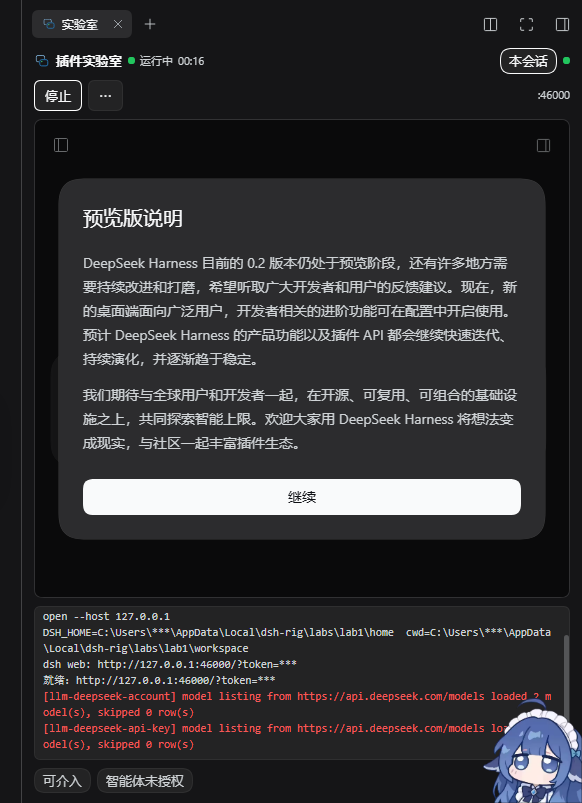 实验室
插件实验室 运行中 00:16
本会话
停止 ...
:46000
预览版说明
DeepSeek Harness 目前的 0.2 版本仍处于预览阶段，还有许多地方需
要持续改进和打磨，希望听取广大开发者和用户的反馈建议。现在，新
的桌面端面向广泛用户，开发者相关的进阶功能可在配置中开启使用。
预计 DeepSeek Harness 的产品功能以及插件 API 都会继续快速迭代、
持续演化，并逐渐趋于稳定。
我们期待与全球用户和开发者一起，在开源、可复用、可组合的基础设
施之上，共同探索智能上限。欢迎大家用 DeepSeek Harness 将想法变
成现实，与社区一起丰富插件生态。
继续
open --host 127.0.0.1
DSH_HOME=C:\Users\***\AppData\Local\dsh-rig\labs\lab1\home cwd=C:\Users\***\AppData
\Local\dsh-rig\labs\lab1\workspace
dsh web: http://127.0.0.1:46000/?token=***
就绪: http://127.0.0.1:46000/?token=***
[llm-deepseek-account] model listing from https://api.deepseek.com/models loaded 2 m
odel(s), skipped 0 row(s)
[llm-deepseek-api-key] model listing from https://api.deepseek.com/models
odel(s), skipped 0 row(s)
可介入 智能体未授权